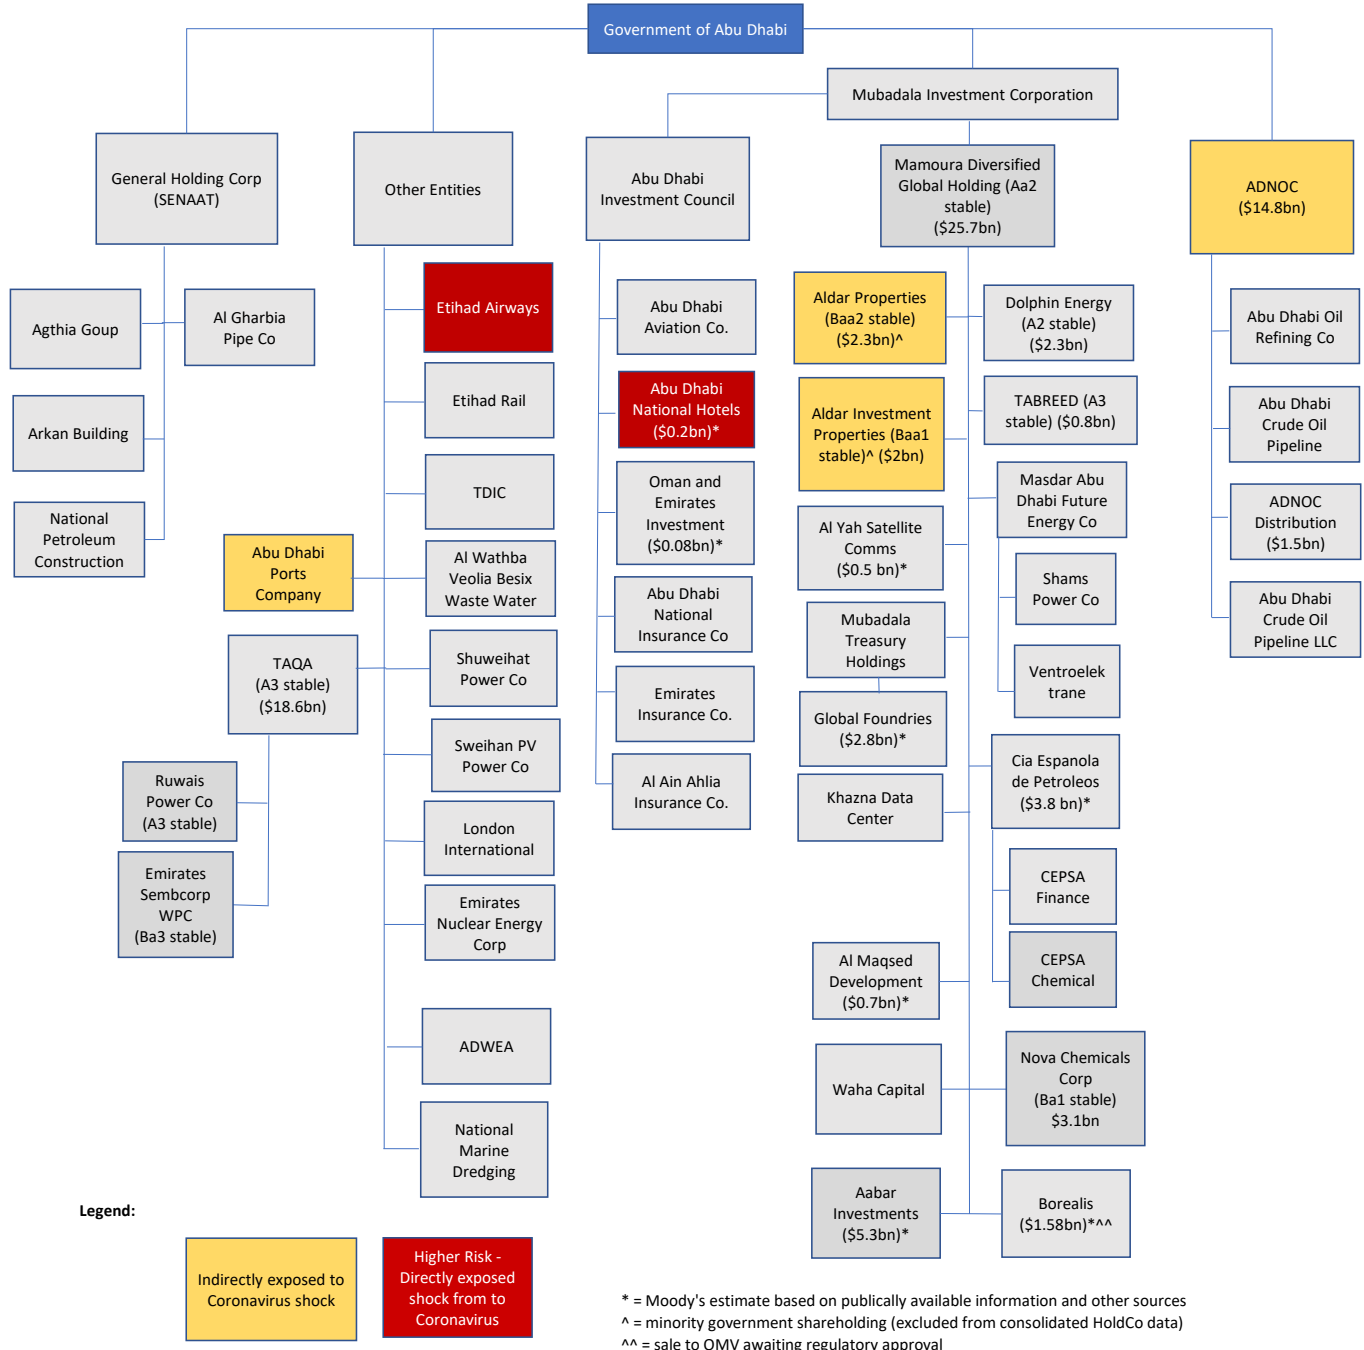 Government of Abu Dhabi
Mubadala Investment Corporation
General Holding Corp
(SENAAT)
Other Entities
Abu Dhabi
Investment Council
Mamoura Diversified
Global Holding (Aa2
stable)
($25.7bn)
ADNOC
($14.8bn)
Agthia Goup
Al Gharbia
Pipe Co
Arkan Building
National
Petroleum
Construction
Etihad Airways
Etihad Rail
TDIC
Abu Dhabi
Ports
Company
Al Wathba
Veolia Besix
Waste Water
TAQA
(A3 stable)
($18.6bn)
Shuweihat
Power Co
Ruwais
Power Co
(A3 stable)
Sweihan PV
Power Co
Emirates
Sembcorp
WPC
(Ba3 stable)
London
International
Emirates
Nuclear Energy
Corp
ADWEA
National
Marine
Dredging
Abu Dhabi
Aviation Co.
Abu Dhabi
National Hotels
($0.2bn)*
Oman and
Emirates
Investment
($0.08bn)*
Abu Dhabi
National
Insurance Co
Emirates
Insurance Co.
Al Ain Ahlia
Insurance Co.
Aldar Properties
(Baa2 stable)
($2.3bn)^
Dolphin Energy
(A2 stable)
($2.3bn)
Aldar Investment
Properties (Baa1
stable)^ ($2bn)
TABREED (A3
stable) ($0.8bn)
Masdar Abu
Dhabi Future
Energy Co
Al Yah Satellite
Comms
($0.5 bn)*
Shams
Power Co
Mubadala
Treasury
Holdings
Ventroelek
trane
Global Foundries
($2.8bn)*
Cia Espanola
de Petroleos
($3.8 bn)*
Khazna Data
Center
CEPSA
Finance
CEPSA
Chemical
Al Maqsed
Development
($0.7bn)*
Waha Capital
Nova Chemicals
Corp
(Ba1 stable)
$3.1bn
Aabar
Investments
($5.3bn)*
Borealis
($1.58bn)*^^
Abu Dhabi Oil
Refining Co
Abu Dhabi
Crude Oil
Pipeline
ADNOC
Distribution
($1.5bn)
Abu Dhabi
Crude Oil
Pipeline LLC
Legend:
Indirectly exposed to
Coronavirus shock
Higher Risk -
Directly exposed
shock from to
Coronavirus
* = Moody's estimate based on publically available information and other sources
^ = minority government shareholding (excluded from consolidated HoldCo data)
^^ = sale to OMV awaiting regulatory approval